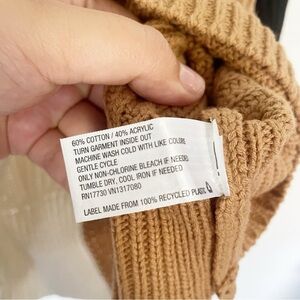 60% COTTON / 40% ACRYLIC
TURN GARMENT INSIDE OUT
MACHINE WASH COLD WITH LIKE COLORS
GENTLE CYCLE
ONLY NON-CHLORINE BLEACH IF NEEDED
TUMBLE DRY, COOL IRON IF NEEDED
RN17730 VN1317080
LABEL MADE FROM 100% RECYCLED PLASTIC